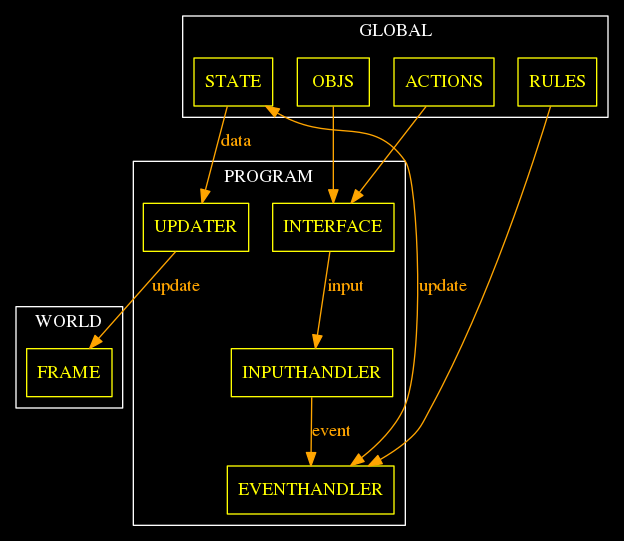 GLOBAL
STATE
OBJS
ACTIONS
RULES
data
PROGRAM
UPDATER
INTERFACE
update
input
update
WORLD
FRAME
INPUTHANDLER
event
EVENTHANDLER